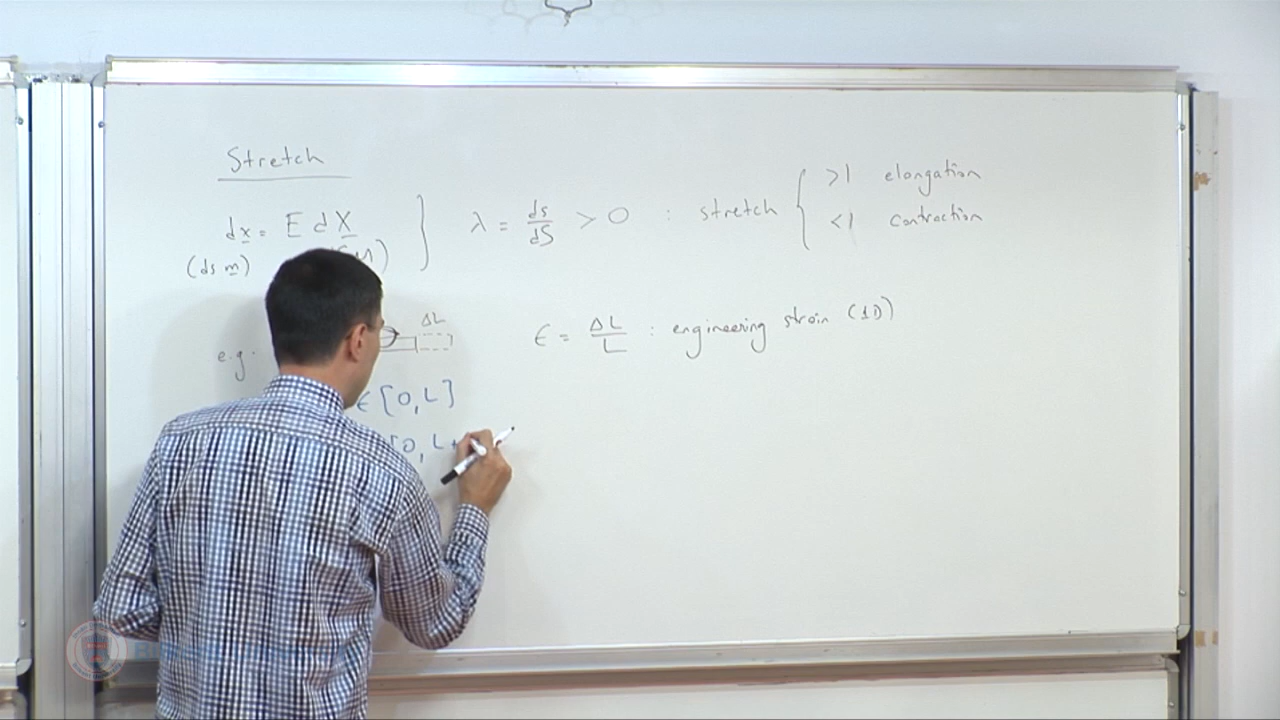 Stretch
dx = E dX } λ = ds/dS > 0 : stretch { >1 elongation
<1 contraction
(ds m)
ΔL
e.g.
ϵ = ΔL/L : engineering strain (1D)
∈ [0, L]
[0, L +